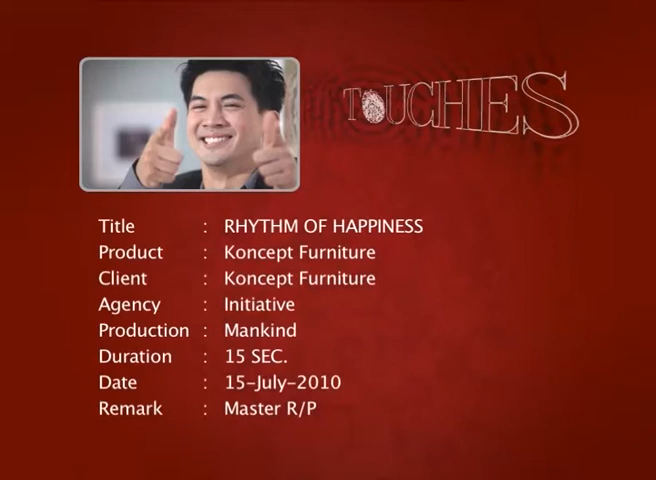 TOUCHES
Title : RHYTHM OF HAPPINESS
Product : Koncept Furniture
Client : Koncept Furniture
Agency : Initiative
Production : Mankind
Duration : 15 SEC.
Date : 15-July-2010
Remark : Master R/P